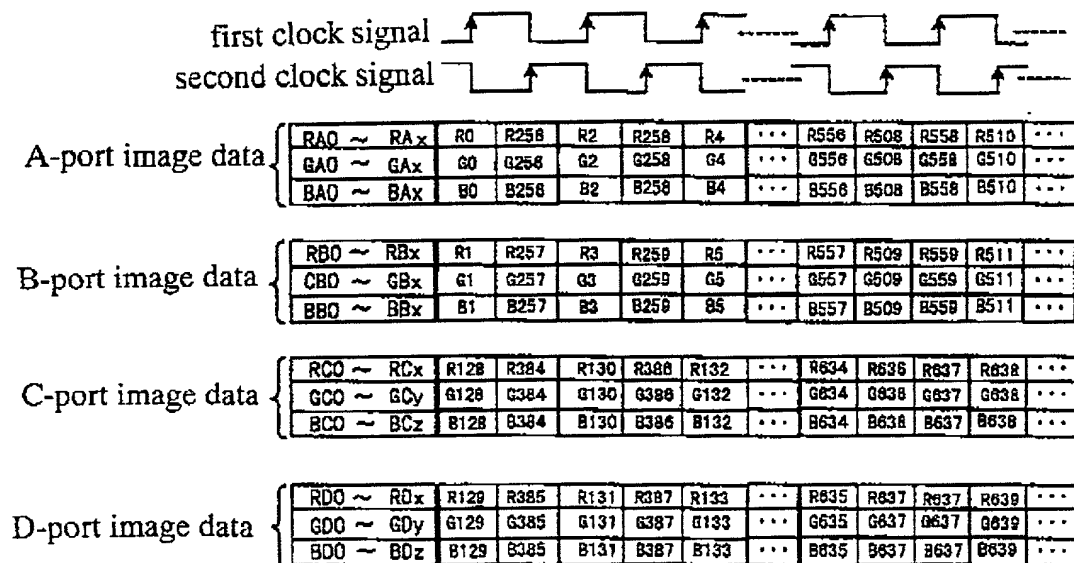 first clock signal
second clock signal
A-port image data
RA0 ~ RAx R0 R256 R2 R258 R4 ··· R556 R508 R558 R510 ···
GA0 ~ GAx G0 G256 G2 G258 G4 ··· G556 G508 G558 G510 ···
BA0 ~ BAx B0 B256 B2 B258 B4 ··· B556 B508 B558 B510 ···
B-port image data
RB0 ~ RBx R1 R257 R3 R259 R5 ··· R557 R509 R559 R511 ···
CB0 ~ GBx G1 G257 G3 G259 G5 ··· G557 G509 G559 G511 ···
BB0 ~ BBx B1 B257 B3 B259 B5 ··· B557 B509 B559 B511 ···
C-port image data
RC0 ~ RCx R128 R384 R130 R386 R132 ··· R634 R636 R637 R638 ···
GC0 ~ GCy G128 G384 G130 G386 G132 ··· G634 G636 G637 G638 ···
BC0 ~ BCz B128 B384 B130 B386 B132 ··· B634 B638 B637 B638 ···
D-port image data
RD0 ~ RDx R129 R385 R131 R387 R133 ··· R635 R637 R637 R639 ···
GD0 ~ GDy G129 G385 G131 G387 G133 ··· G635 G637 G637 G639 ···
BD0 ~ BDz B129 B385 B131 B387 B133 ··· B635 B637 B637 B639 ···